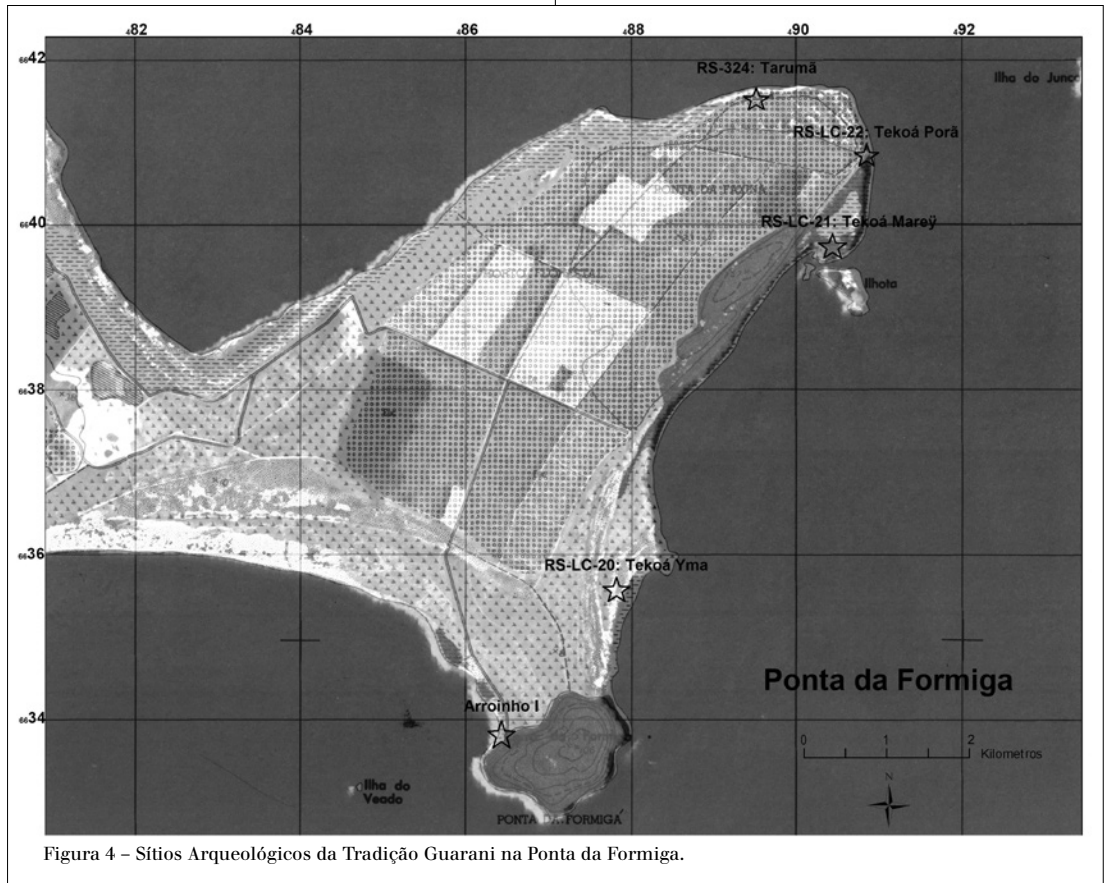 482 484 486 488 490 492
6642
RS-324: Tarumã
Ilha do Junco
RS-LC-22: Tekoá Porã
PONTA DA FAXINA
6640
RS-LC-21: Tekoá Mareÿ
Ilhota
HORTO FLORESTAL
6638
6636
RS-LC-20: Tekoá Yma
Ponta da Formiga
Arroinho I
6634
0 1 2
Kilometros
Ilha do
Veado
N
PONTA DA FORMIGA
Figura 4 – Sítios Arqueológicos da Tradição Guarani na Ponta da Formiga.